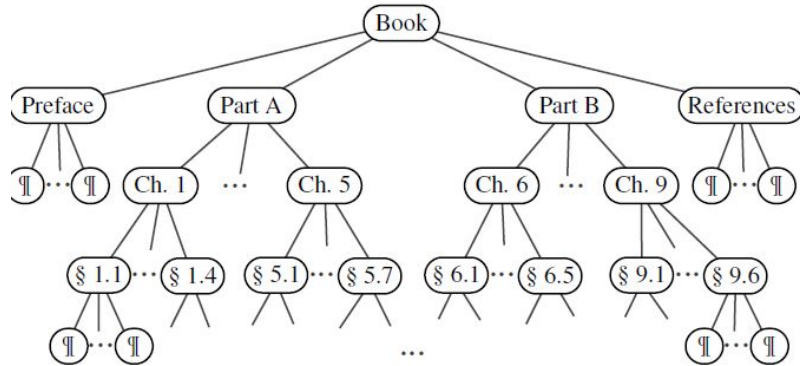 Book
Preface Part A Part B References
¶ ... ¶ Ch. 1 ... Ch. 5 Ch. 6 ... Ch. 9 ¶ ... ¶
§ 1.1 ... § 1.4 § 5.1 ... § 5.7 § 6.1 ... § 6.5 § 9.1 ... § 9.6
¶ ... ¶ ... ¶ ... ¶